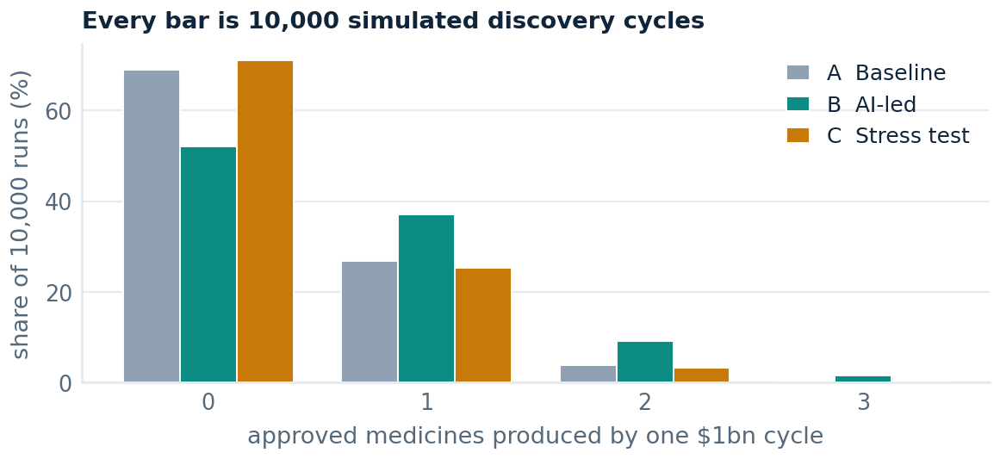 Every bar is 10,000 simulated discovery cycles
share of 10,000 runs (%)
60
40
20
0
A Baseline
B AI-led
C Stress test
0 1 2 3
approved medicines produced by one $1bn cycle